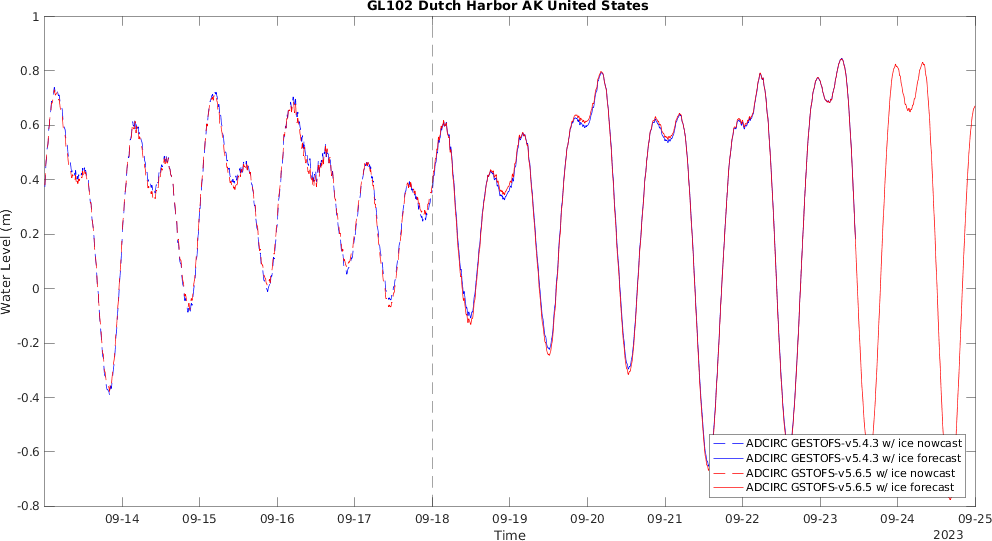 GL102 Dutch Harbor AK United States
1
0.8
0.6
0.4
0.2
0
-0.2
-0.4
-0.6
-0.8
Water Level (m)
ADCIRC GESTOFS-v5.4.3 w/ ice nowcast
ADCIRC GESTOFS-v5.4.3 w/ ice forecast
ADCIRC GSTOFS-v5.6.5 w/ ice nowcast
ADCIRC GSTOFS-v5.6.5 w/ ice forecast
09-14 09-15 09-16 09-17 09-18 09-19 09-20 09-21 09-22 09-23 09-24 09-25
Time
2023